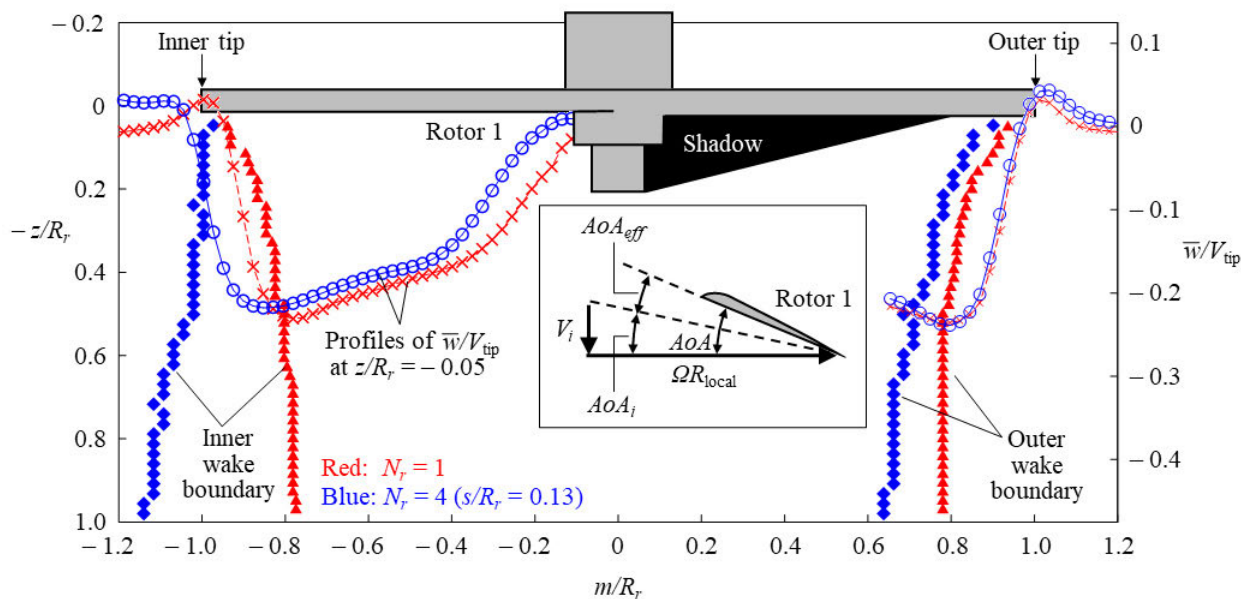 − 0.2
0
0.2
0.4
0.6
0.8
1.0
− z/Rr
Inner tip
Outer tip
Rotor 1
Shadow
AoAeff
Rotor 1
Vi
AoA
ΩRlocal
AoAi
Profiles of w̅/Vtip
at z/Rr = − 0.05
Inner
wake
boundary
Outer
wake
boundary
Red: Nr = 1
Blue: Nr = 4 (s/Rr = 0.13)
0.1
0
− 0.1
− 0.2
− 0.3
− 0.4
w̅/Vtip
− 1.2 − 1.0 − 0.8 − 0.6 − 0.4 − 0.2 0 0.2 0.4 0.6 0.8 1.0 1.2
m/Rr